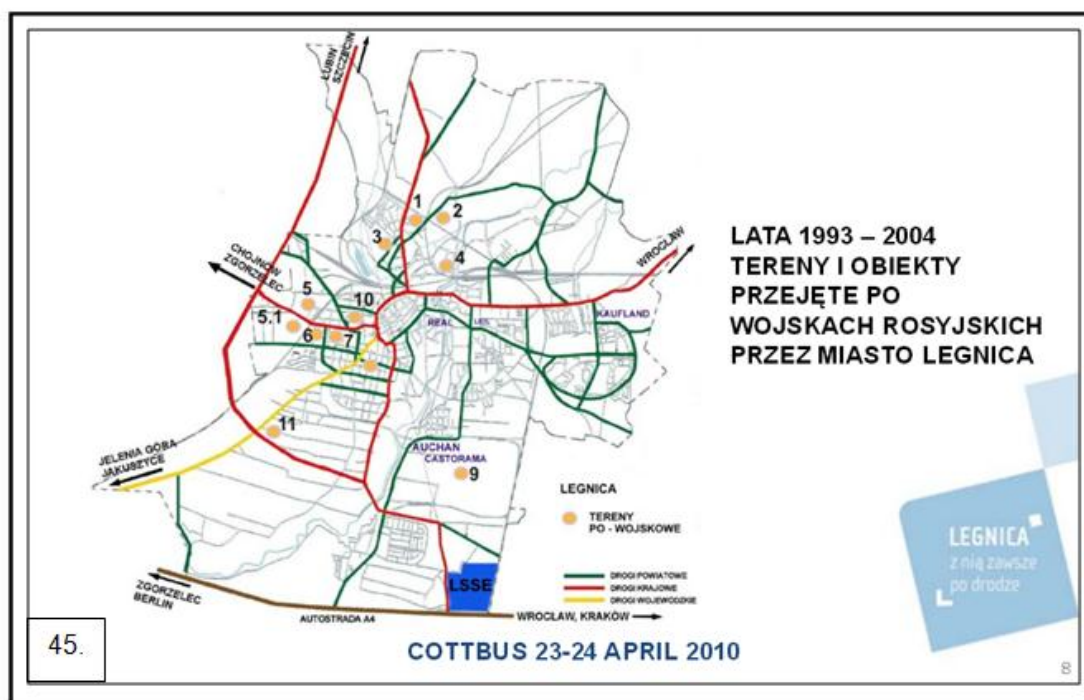 ŁUBIN
SZCZECIN
1
2
3
4
WROCŁAW
CHOJNÓW
ZGORZELEC
5
10
5.1
6
7
REAL
KAUFLAND
11
JELENIA GÓRA
JAKUSZYCE
AUCHAN
CASTORAMA
9
LSSE
ZGORZELEC
BERLIN
AUTOSTRADA A4
WROCŁAW, KRAKÓW
LEGNICA
TERENY
PO - WOJSKOWE
DROGI POWIATOWE
DROGI KRAJOWE
DROGI WOJEWÓDZKIE
LATA 1993 – 2004
TERENY I OBIEKTY
PRZEJĘTE PO
WOJSKACH ROSYJSKICH
PRZEZ MIASTO LEGNICA
LEGNICA
z nią zawsze
po drodze
45.
COTTBUS 23-24 APRIL 2010
8